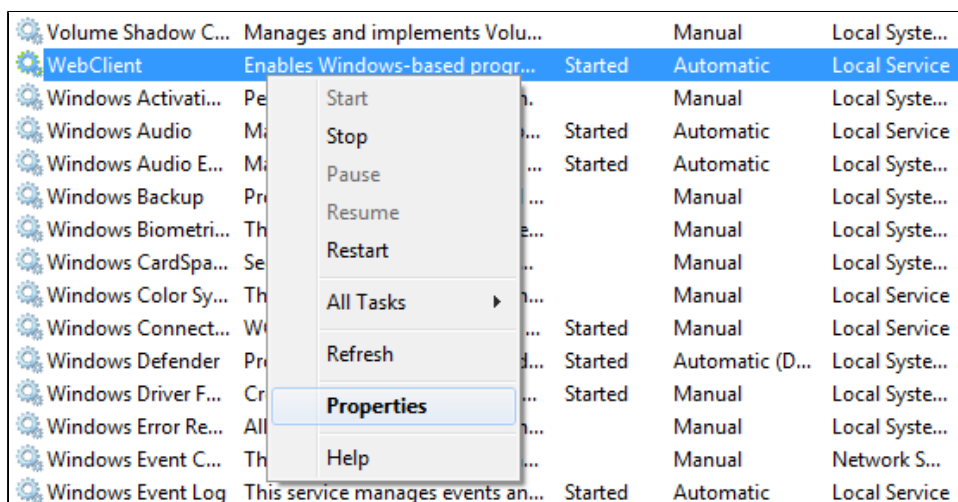 Volume Shadow C... Manages and implements Volu... Manual Local Syste...
WebClient Enables Windows-based progr... Started Automatic Local Service
Windows Activati... Pe Start n. Manual Local Syste...
Windows Audio Ma Stop ... Started Automatic Local Service
Windows Audio E... Ma Pause ... Started Automatic Local Service
Windows Backup Pr Resume ... Manual Local Syste...
Windows Biometri... Th Restart e... Manual Local Syste...
Windows CardSpa... Se .. Manual Local Syste...
Windows Color Sy... Th All Tasks ... Manual Local Service
Windows Connect... W ... Started Manual Local Service
Windows Defender Pr Refresh d... Started Automatic (D... Local Syste...
Windows Driver F... Cr Properties ... Started Manual Local Syste...
Windows Error Re... All ... Manual Local Syste...
Windows Event C... Th Help ... Manual Network S...
Windows Event Log This service manages events an... Started Automatic Local Service